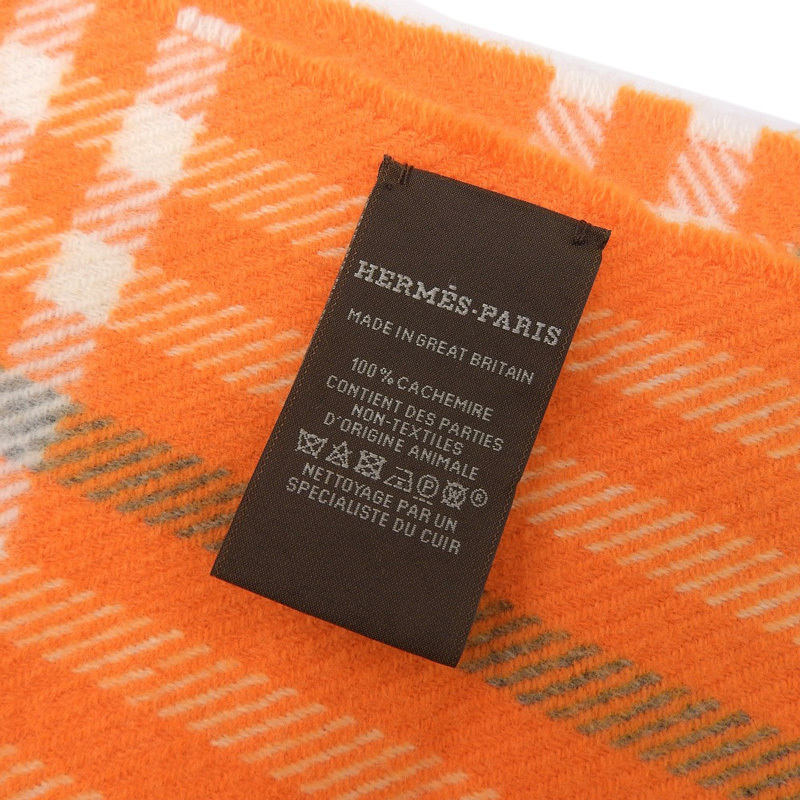 HERMÈS-PARIS
MADE IN GREAT BRITAIN
100% CACHEMIRE
CONTIENT DES PARTIES
NON-TEXTILES
D'ORIGINE ANIMALE
P W ®
NETTOYAGE PAR UN
SPECIALISTE DU CUIR